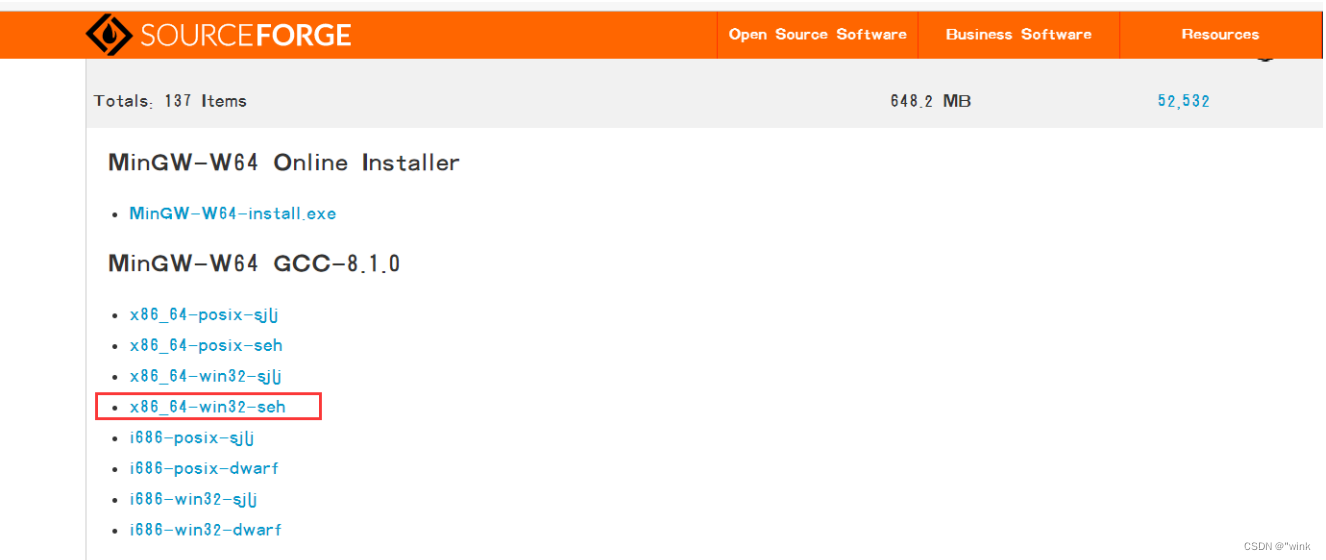 SOURCEFORGE
Open Source Software Business Software Resources
Totals: 137 Items 648.2 MB 52,532
MinGW-W64 Online Installer
• MinGW-W64-install.exe
MinGW-W64 GCC-8.1.0
• x86_64-posix-sjlj
• x86_64-posix-seh
• x86_64-win32-sjlj
• x86_64-win32-seh
• i686-posix-sjlj
• i686-posix-dwarf
• i686-win32-sjlj
• i686-win32-dwarf
CSDN @"wink